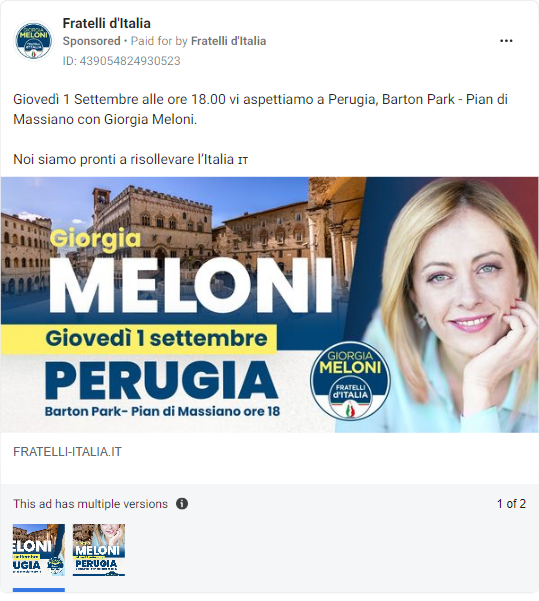 Fratelli d'Italia
Sponsored • Paid for by Fratelli d'Italia
ID: 439054824930523
Giovedì 1 Settembre alle ore 18.00 vi aspettiamo a Perugia, Barton Park - Pian di
Massiano con Giorgia Meloni.
Noi siamo pronti a risollevare l'Italia IT
Giorgia
MELONI
Giovedì 1 settembre
PERUGIA
Barton Park- Pian di Massiano ore 18
GIORGIA
MELONI
FRATELLI
d'ITALIA
FRATELLI-ITALIA.IT
This ad has multiple versions
1 of 2
MELONI
PERUGIA